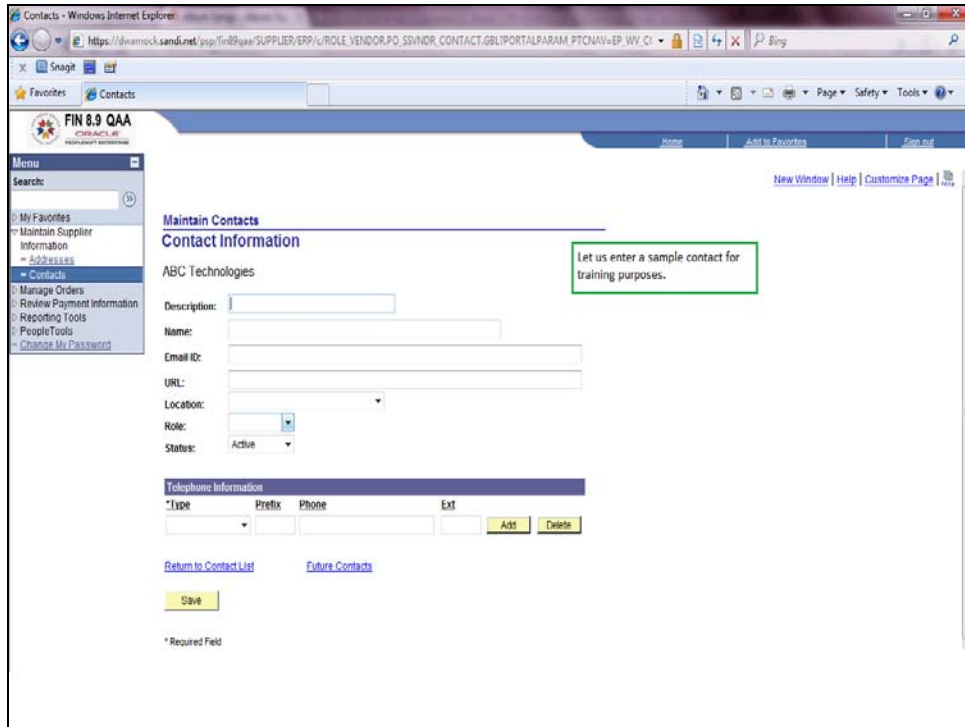 Contacts - Windows Internet Explorer
https://dwamock.sandi.net/psp/fin89qaa/SUPPLIER/ERP/c/ROLE_VENDOR.PO_SSVNDR_CONTACT.GBL?PORTALPARAM_PTCNAV=EP_WV_C
Bing
x Snagit
Favorites Contacts
Page Safety Tools
FIN 8.9 QAA
ORACLE
PEOPLESOFT ENTERPRISE
Home Add to Favorites Sign out
Menu
Search:
My Favorites
Maintain Supplier
Information
– Addresses
– Contacts
Manage Orders
Review Payment Information
Reporting Tools
PeopleTools
– Change My Password
New Window | Help | Customize Page |
Maintain Contacts
Contact Information
ABC Technologies
Let us enter a sample contact for
training purposes.
Description:
Name:
Email ID:
URL:
Location:
Role:
Status: Active
Telephone Information
*Type Prefix Phone Ext
Add Delete
Return to Contact List Future Contacts
Save
* Required Field